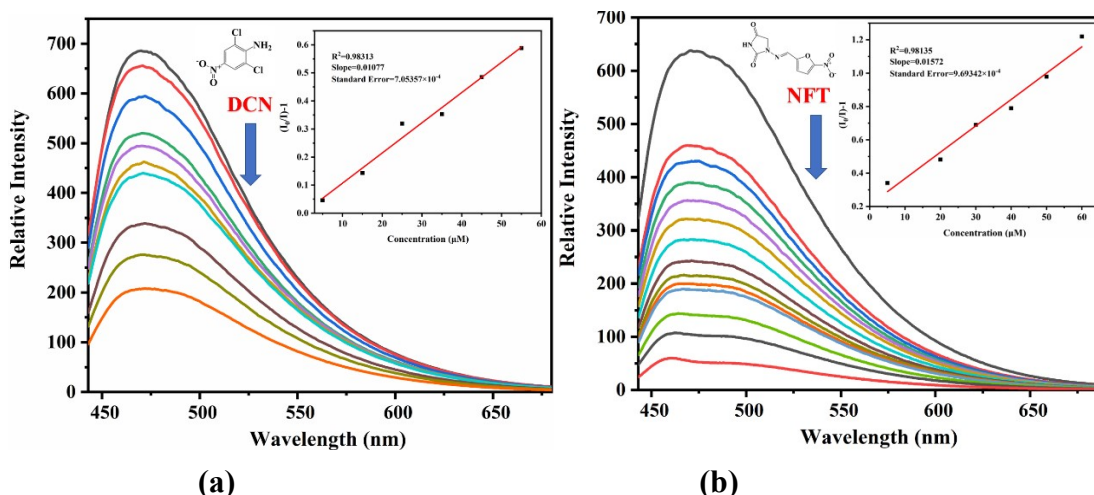 Cl
NH₂
⁻O
N⁺
Cl
O
DCN
R²=0.98313
Slope=0.01077
Standard Error=7.05357×10⁻⁴
(I₀/I)-1
0.6
0.5
0.4
0.3
0.2
0.1
0.0
10 20 30 40 50 60
Concentration (μM)
Relative Intensity
700
600
500
400
300
200
100
0
450 500 550 600 650
Wavelength (nm)
(a)
O
HN
N
N
O
O
N⁺
O
O⁻
NFT
R²=0.98135
Slope=0.01572
Standard Error=9.69342×10⁻⁴
(I₀/I)-1
1.2
1.0
0.8
0.6
0.4
0.2
0 10 20 30 40 50 60
Concentration (μM)
Relative Intensity
700
600
500
400
300
200
100
0
450 500 550 600 650
Wavelength (nm)
(b)